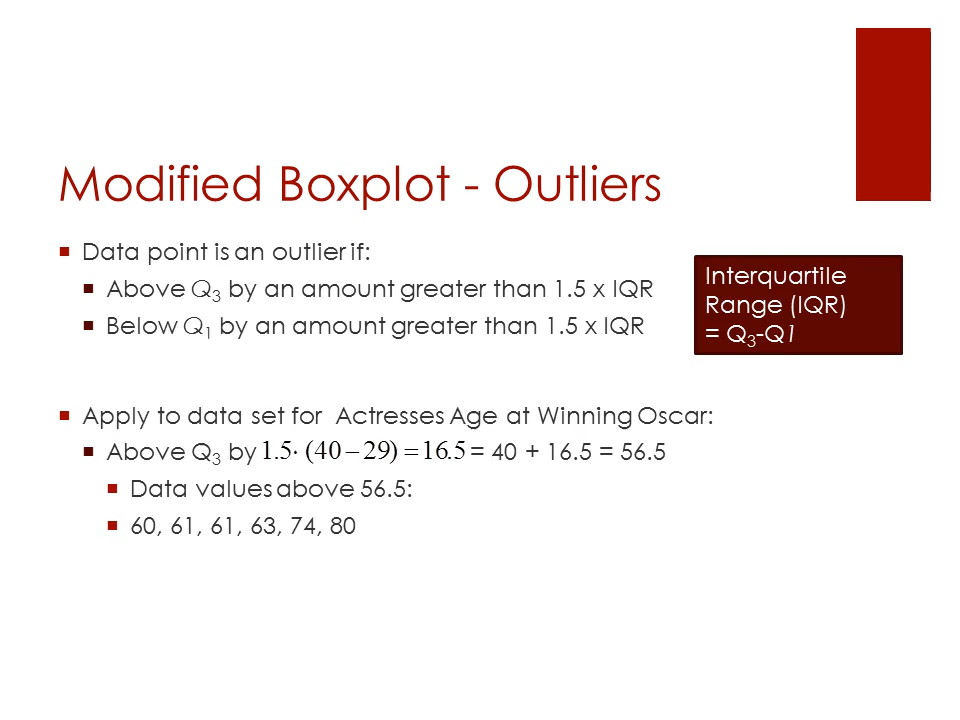 Modified Boxplot - Outliers
Data point is an outlier if:
Above Q3 by an amount greater than 1.5 x IQR
Below Q1 by an amount greater than 1.5 x IQR
Interquartile
Range (IQR)
= Q3-Q1
Apply to data set for Actresses Age at Winning Oscar:
Above Q3 by 1.5· (40 – 29) = 16.5 = 40 + 16.5 = 56.5
Data values above 56.5:
60, 61, 61, 63, 74, 80